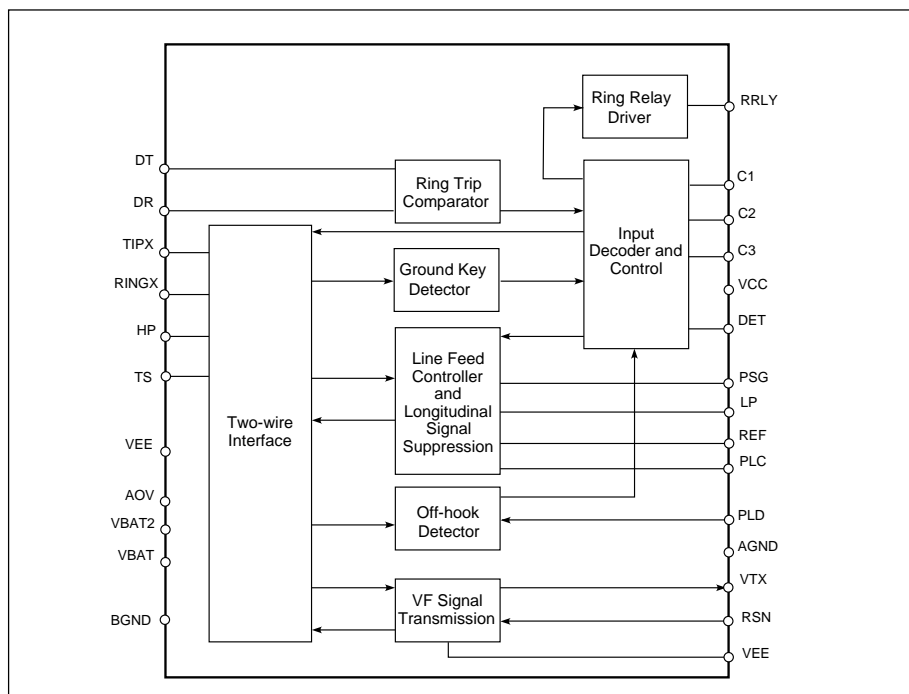 Ring Relay
Driver
RRLY
DT
DR
TIPX
RINGX
HP
TS
VEE
AOV
VBAT2
VBAT
BGND
Ring Trip
Comparator
Input
Decoder and
Control
C1
C2
C3
VCC
DET
Ground Key
Detector
Two-wire
Interface
Line Feed
Controller
and
Longitudinal
Signal
Suppression
PSG
LP
REF
PLC
Off-hook
Detector
PLD
AGND
VF Signal
Transmission
VTX
RSN
VEE